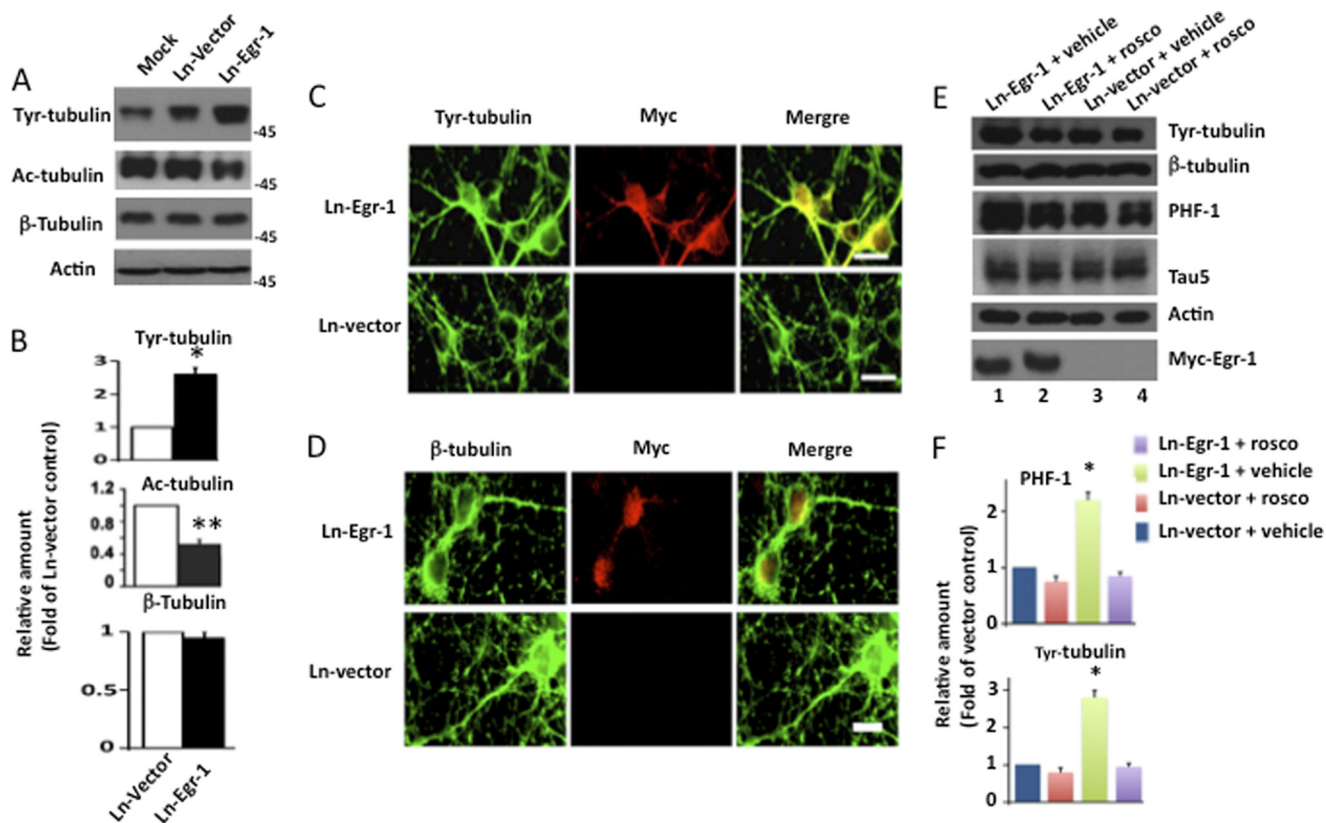 A
Mock
Ln-Vector
Ln-Egr-1
Tyr-tubulin
-45
Ac-tubulin
-45
β-Tubulin
-45
Actin
-45
B
Relative amount
(Fold of Ln-vector control)
Tyr-tubulin
3
2
1
0
*
Ac-tubulin
1.2
0.8
0.4
0
**
β-Tubulin
1
0.5
0
Ln-Vector
Ln-Egr-1
C
Tyr-tubulin
Myc
Mergre
Ln-Egr-1
Ln-vector
D
β-tubulin
Myc
Mergre
Ln-Egr-1
Ln-vector
E
Ln-Egr-1 + vehicle
Ln-Egr-1 + rosco
Ln-vector + vehicle
Ln-vector + rosco
Tyr-tubulin
β-tubulin
PHF-1
Tau5
Actin
Myc-Egr-1
1 2 3 4
F
Ln-Egr-1 + rosco
Ln-Egr-1 + vehicle
Ln-vector + rosco
Ln-vector + vehicle
Relative amount
(Fold of vector control)
PHF-1
*
2
1
0
Tyr-tubulin
*
3
2
1
0